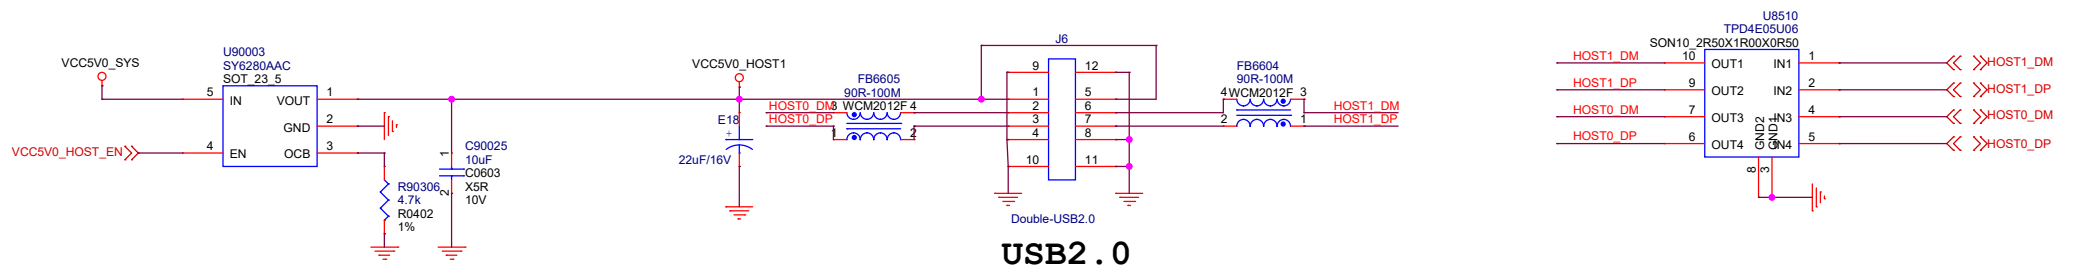 U90003
SY6280AAC
SOT_23_5
VCC5V0_SYS
5 IN
VOUT 1
GND 2
VCC5V0_HOST_EN
4 EN
OCB 3
R90306
4.7k
R0402
1%
1
2
C90025
10uF
C0603
X5R
10V
VCC5V0_HOST1
E18
+
22uF/16V
FB6605
90R-100M
HOST0_DM
3 WCM2012F 4
HOST0_DP
1 2
J6
9 12
1 5
2 6
3 7
4 8
10 11
Double-USB2.0
USB2.0
FB6604
90R-100M
4 WCM2012F 3
HOST1_DM
2 1
HOST1_DP
U8510
TPD4E05U06
SON10_2R50X1R00X0R50
HOST1_DM 10 OUT1 IN1 1 HOST1_DM
HOST1_DP 9 OUT2 IN2 2 HOST1_DP
HOST0_DM 7 OUT3 IN3 4 HOST0_DM
HOST0_DP 6 OUT4 IN4 5 HOST0_DP
GND2
GND1
8
3